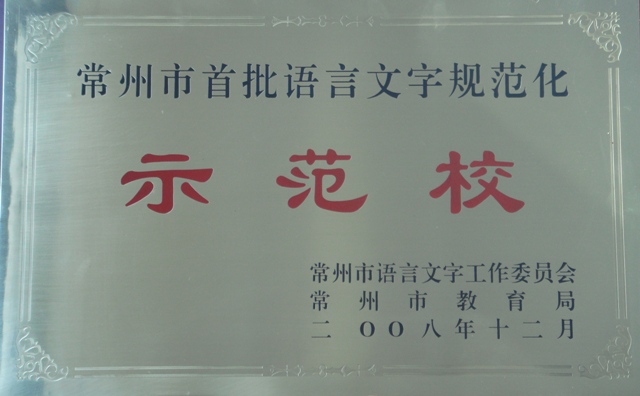 常州市首批语言文字规范化
示范校
常州市语言文字工作委员会
常州市教育局
二〇〇八年十二月